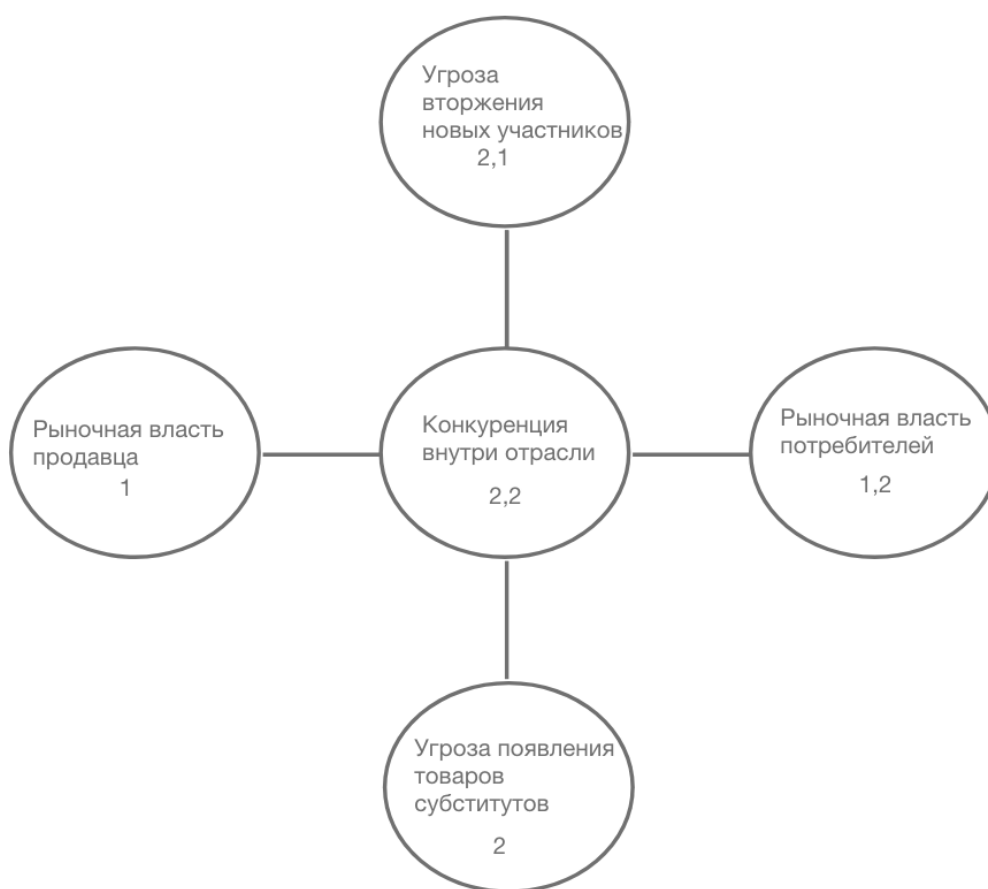 Угроза
вторжения
новых участников
2,1
Рыночная власть
продавца
1
Конкуренция
внутри отрасли
2,2
Рыночная власть
потребителей
1,2
Угроза появления
товаров
субститутов
2